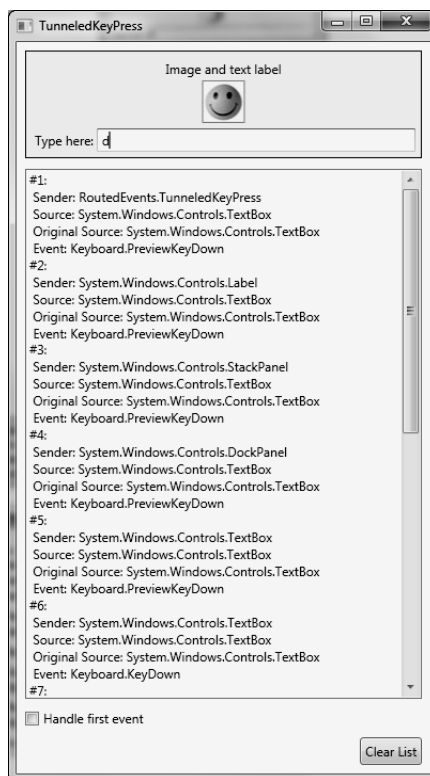 TunneledKeyPress
Image and text label
Type here: d
#1:
Sender: RoutedEvents.TunneledKeyPress
Source: System.Windows.Controls.TextBox
Original Source: System.Windows.Controls.TextBox
Event: Keyboard.PreviewKeyDown
#2:
Sender: System.Windows.Controls.Label
Source: System.Windows.Controls.TextBox
Original Source: System.Windows.Controls.TextBox
Event: Keyboard.PreviewKeyDown
#3:
Sender: System.Windows.Controls.StackPanel
Source: System.Windows.Controls.TextBox
Original Source: System.Windows.Controls.TextBox
Event: Keyboard.PreviewKeyDown
#4:
Sender: System.Windows.Controls.DockPanel
Source: System.Windows.Controls.TextBox
Original Source: System.Windows.Controls.TextBox
Event: Keyboard.PreviewKeyDown
#5:
Sender: System.Windows.Controls.TextBox
Source: System.Windows.Controls.TextBox
Original Source: System.Windows.Controls.TextBox
Event: Keyboard.PreviewKeyDown
#6:
Sender: System.Windows.Controls.TextBox
Source: System.Windows.Controls.TextBox
Original Source: System.Windows.Controls.TextBox
Event: Keyboard.KeyDown
#7:
Handle first event
Clear List